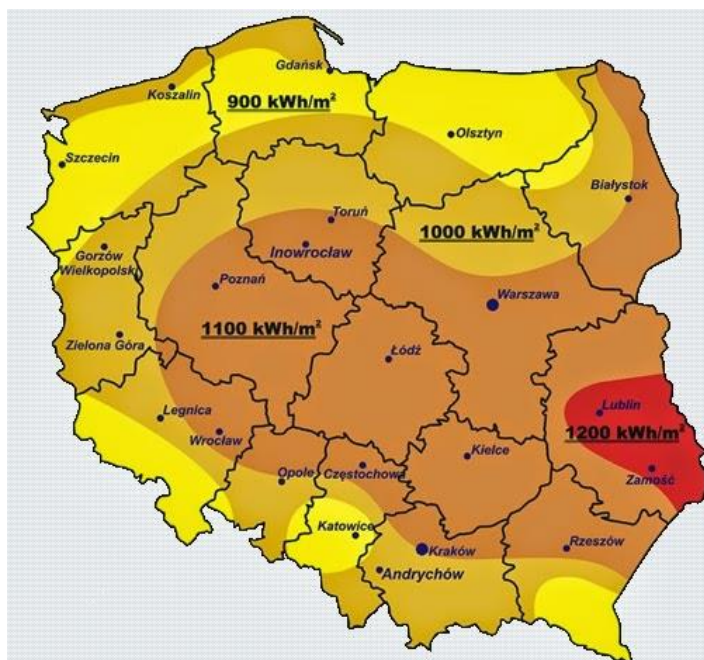 Gdańsk
Koszalin
900 kWh/m²
Olsztyn
Szczecin
Białystok
Toruń
1000 kWh/m²
Gorzów
Wielkopolski
Inowrocław
Poznań
Warszawa
1100 kWh/m²
Zielona Góra
Łódź
Legnica
Lublin
Wrocław
1200 kWh/m²
Kielce
Opole
Częstochowa
Zamość
Katowice
Kraków
Rzeszów
Andrychów